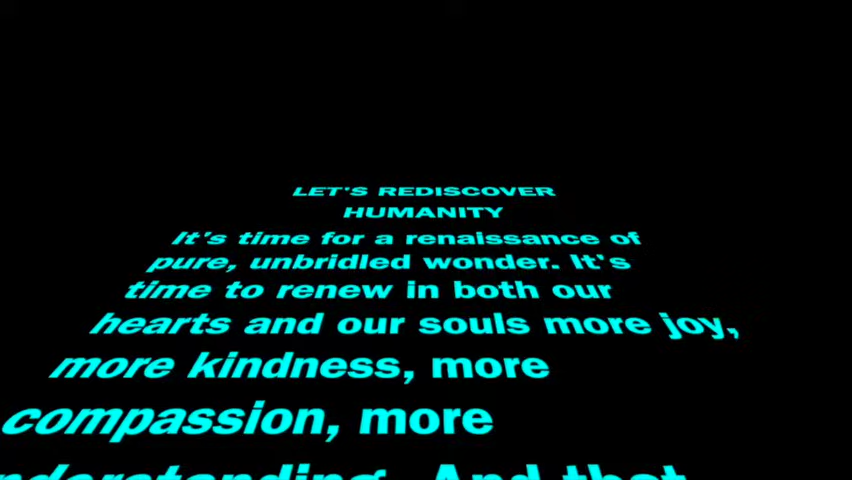 LET'S REDISCOVER
HUMANITY
It's time for a renaissance of
pure, unbridled wonder. It's
time to renew in both our
hearts and our souls more joy,
more kindness, more
compassion, more
understanding. And that